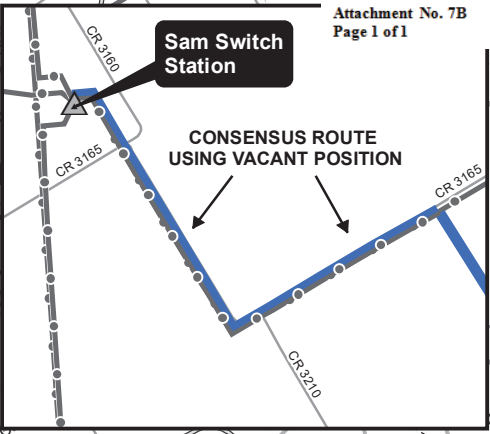 Attachment No. 7B
Page 1 of 1
CR 3160
Sam Switch
Station
CONSENSUS ROUTE
USING VACANT POSITION
CR 3165
CR 3165
CR 3210